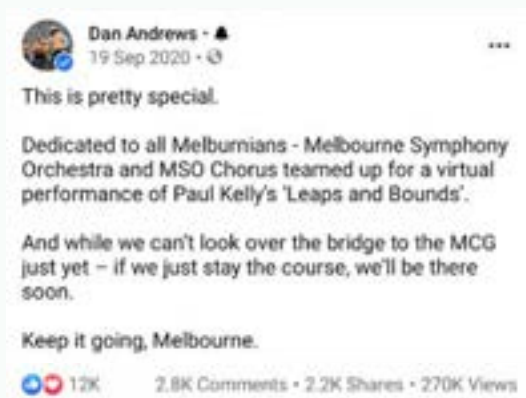 Dan Andrews ·
19 Sep 2020 ·
This is pretty special.
Dedicated to all Melburnians - Melbourne Symphony
Orchestra and MSO Chorus teamed up for a virtual
performance of Paul Kelly's 'Leaps and Bounds'.
And while we can't look over the bridge to the MCG
just yet – if we just stay the course, we'll be there
soon.
Keep it going, Melbourne.
12K 2.8K Comments • 2.2K Shares • 270K Views